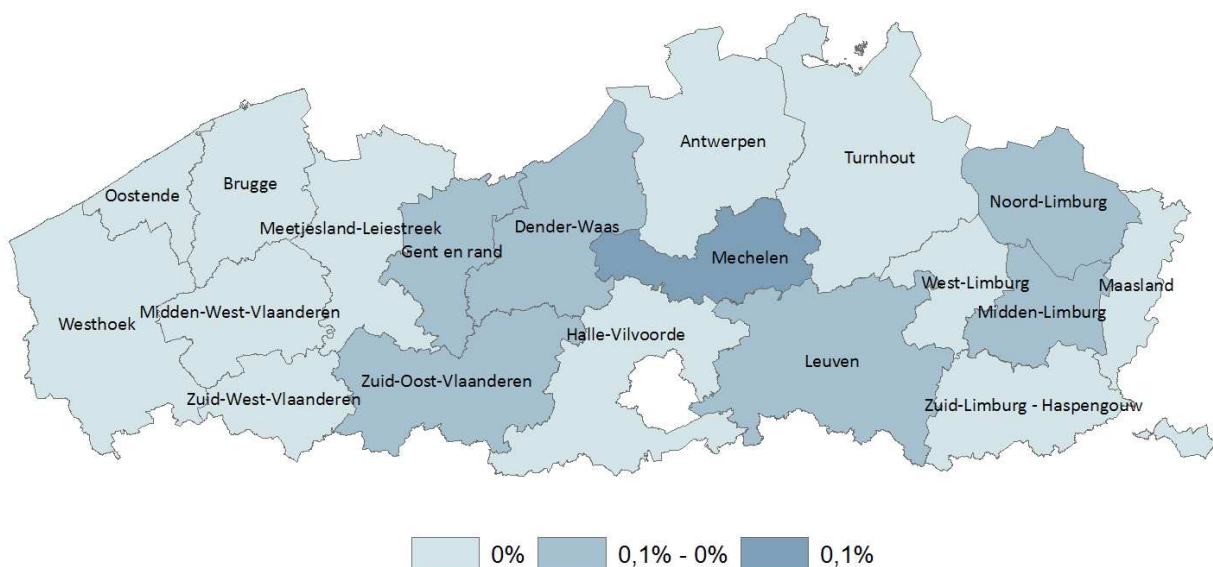 Antwerpen
Turnhout
Oostende
Brugge
Noord-Limburg
Meetjesland-Leiestreek
Dender-Waas
Gent en rand
Mechelen
West-Limburg
Maasland
Westhoek
Midden-West-Vlaanderen
Midden-Limburg
Halle-Vilvoorde
Leuven
Zuid-Oost-Vlaanderen
Zuid-West-Vlaanderen
Zuid-Limburg - Haspengouw
0% 0,1% - 0% 0,1%